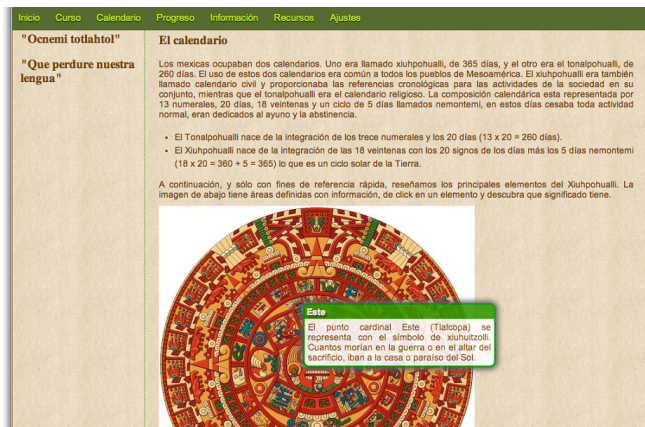 Inicio Curso Calendario Progreso Información Recursos Ajustes
"Ocnemi totlahtol"
"Que perdure nuestra
lengua"
El calendario
Los mexicas ocupaban dos calendarios. Uno era llamado xiuhpohualli, de 365 días, y el otro era el tonalpohualli, de
260 días. El uso de estos dos calendarios era común a todos los pueblos de Mesoamérica. El xiuhpohualli era también
llamado calendario civil y proporcionaba las referencias cronológicas para las actividades de la sociedad en su
conjunto, mientras que el tonalpohualli era el calendario religioso. La composición calendárica esta representada por
13 numerales, 20 días, 18 veintenas y un ciclo de 5 días llamados nemontemi, en estos días cesaba toda actividad
normal, eran dedicados al ayuno y la abstinencia.
• El Tonalpohualli nace de la integración de los trece numerales y los 20 días (13 x 20 = 260 días).
• El Xiuhpohualli nace de la integración de las 18 veintenas con los 20 signos de los días más los 5 días nemontemi
(18 x 20 = 360 + 5 = 365) lo que es un ciclo solar de la Tierra.
A continuación, y sólo con fines de referencia rápida, reseñamos los principales elementos del Xiuhpohualli. La
imagen de abajo tiene áreas definidas con información, de click en un elemento y descubra que significado tiene.
Este
El punto cardinal Este (Tlalcopa) se
representa con el símbolo de xiuhuitzolli.
Cuantos morían en la guerra o en el altar del
sacrificio, iban a la casa o paraíso del Sol.